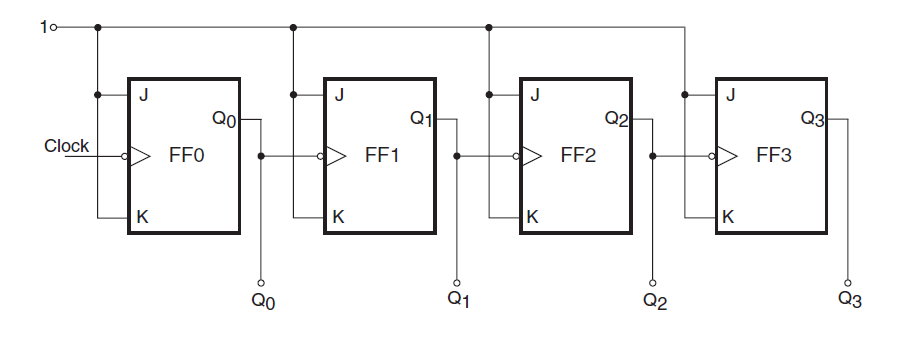 1
J J J J
Q0 Q1 Q2 Q3
Clock FF0 FF1 FF2 FF3
K K K K
Q0 Q1 Q2 Q3